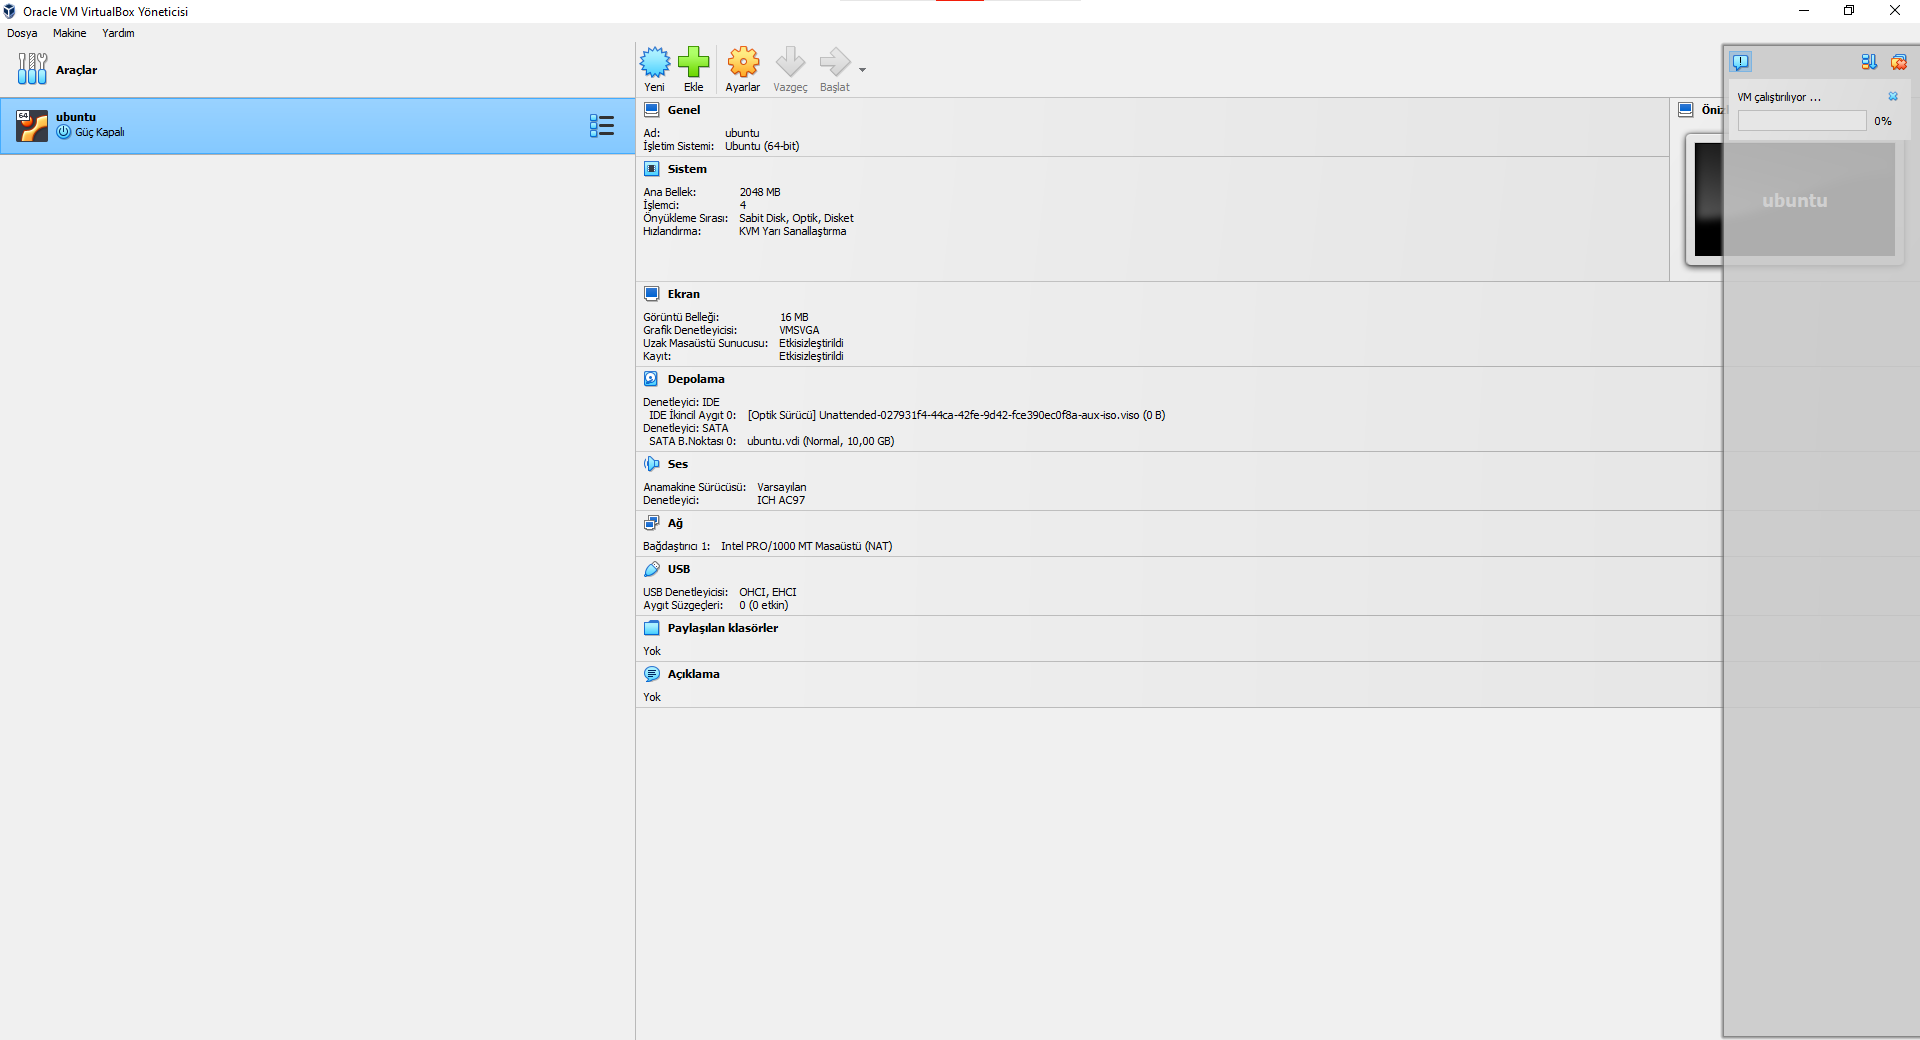 Oracle VM VirtualBox Yöneticisi
Dosya Makine Yardım
Araçlar
64
ubuntu
Güç Kapalı
Yeni Ekle Ayarlar Vazgeç Başlat
Genel
Ad: ubuntu
İşletim Sistemi: Ubuntu (64-bit)
Sistem
Ana Bellek: 2048 MB
İşlemci: 4
Önyükleme Sırası: Sabit Disk, Optik, Disket
Hızlandırma: KVM Yarı Sanallaştırma
Ekran
Görüntü Belleği: 16 MB
Grafik Denetleyicisi: VMSVGA
Uzak Masaüstü Sunucusu: Etkisizleştirildi
Kayıt: Etkisizleştirildi
Depolama
Denetleyici: IDE
IDE İkincil Aygıt 0: [Optik Sürücü] Unattended-027931f4-44ca-42fe-9d42-fce390ec0f8a-aux-iso.viso (0 B)
Denetleyici: SATA
SATA B.Noktası 0: ubuntu.vdi (Normal, 10,00 GB)
Ses
Anamakine Sürücüsü: Varsayılan
Denetleyici: ICH AC97
Ağ
Bağdaştırıcı 1: Intel PRO/1000 MT Masaüstü (NAT)
USB
USB Denetleyicisi: OHCI, EHCI
Aygıt Süzgeçleri: 0 (0 etkin)
Paylaşılan klasörler
Yok
Açıklama
Yok
Öniz
ubuntu
VM çalıştırılıyor ...
0%